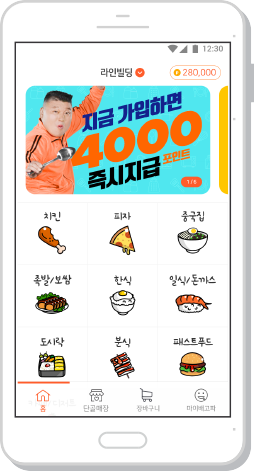 12:30
라인빌딩
280,000
지금 가입하면
4000
포인트
즉시지급
1 / 5
치킨
피자
중국집
족발/보쌈
한식
일식/돈까스
도시락
분식
패스트푸드
홈
단골매장
장바구니
마이배고파